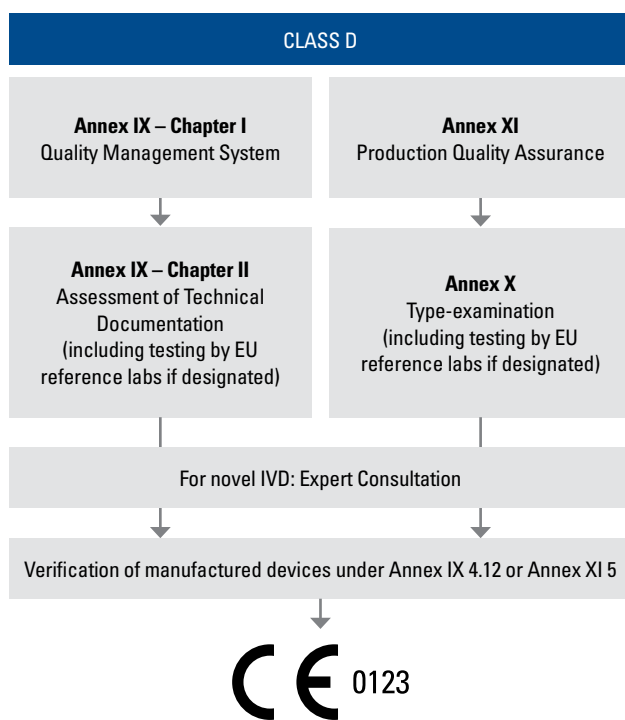 CLASS D
Annex IX – Chapter I
Quality Management System
Annex XI
Production Quality Assurance
Annex IX – Chapter II
Assessment of Technical
Documentation
(including testing by EU
reference labs if designated)
Annex X
Type-examination
(including testing by EU
reference labs if designated)
For novel IVD: Expert Consultation
Verification of manufactured devices under Annex IX 4.12 or Annex XI 5
CE 0123